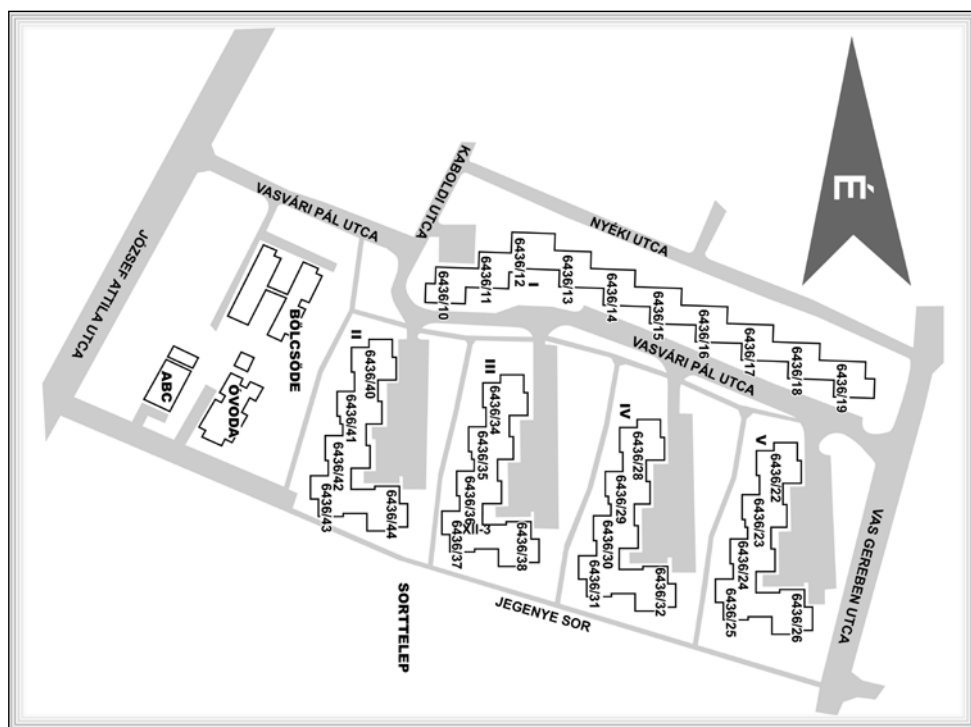 É
KABOLDI UTCA
NYÉKI UTCA
VASVÁRI PÁL UTCA
JÓZSEF ATTILA UTCA
6436/10
6436/11
6436/12
I
6436/13
6436/14
6436/15
6436/16
6436/17
6436/18
6436/19
VASVÁRI PÁL UTCA
VAS GEREBEN UTCA
BÖLCSÖDE
ÓVODA
ABC
II
6436/40
6436/41
6436/42
6436/43
6436/44
III
6436/34
6436/35
6436/36
XII-3
6436/37
6436/38
IV
6436/28
6436/29
6436/30
6436/31
6436/32
V
6436/22
6436/23
6436/24
6436/25
6436/26
JEGENYE SOR
SORTTELEP